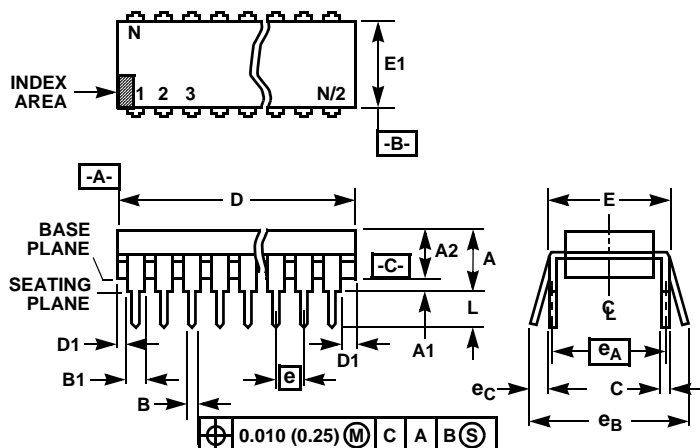 N
E1
INDEX
AREA
1 2 3 N/2
-B-
-A-
D
E
BASE
PLANE
A2
A
-C-
SEATING
PLANE
L
D1
A1
D1
B1
e
eA
eC
C
B
eB
0.010 (0.25) M C A B S